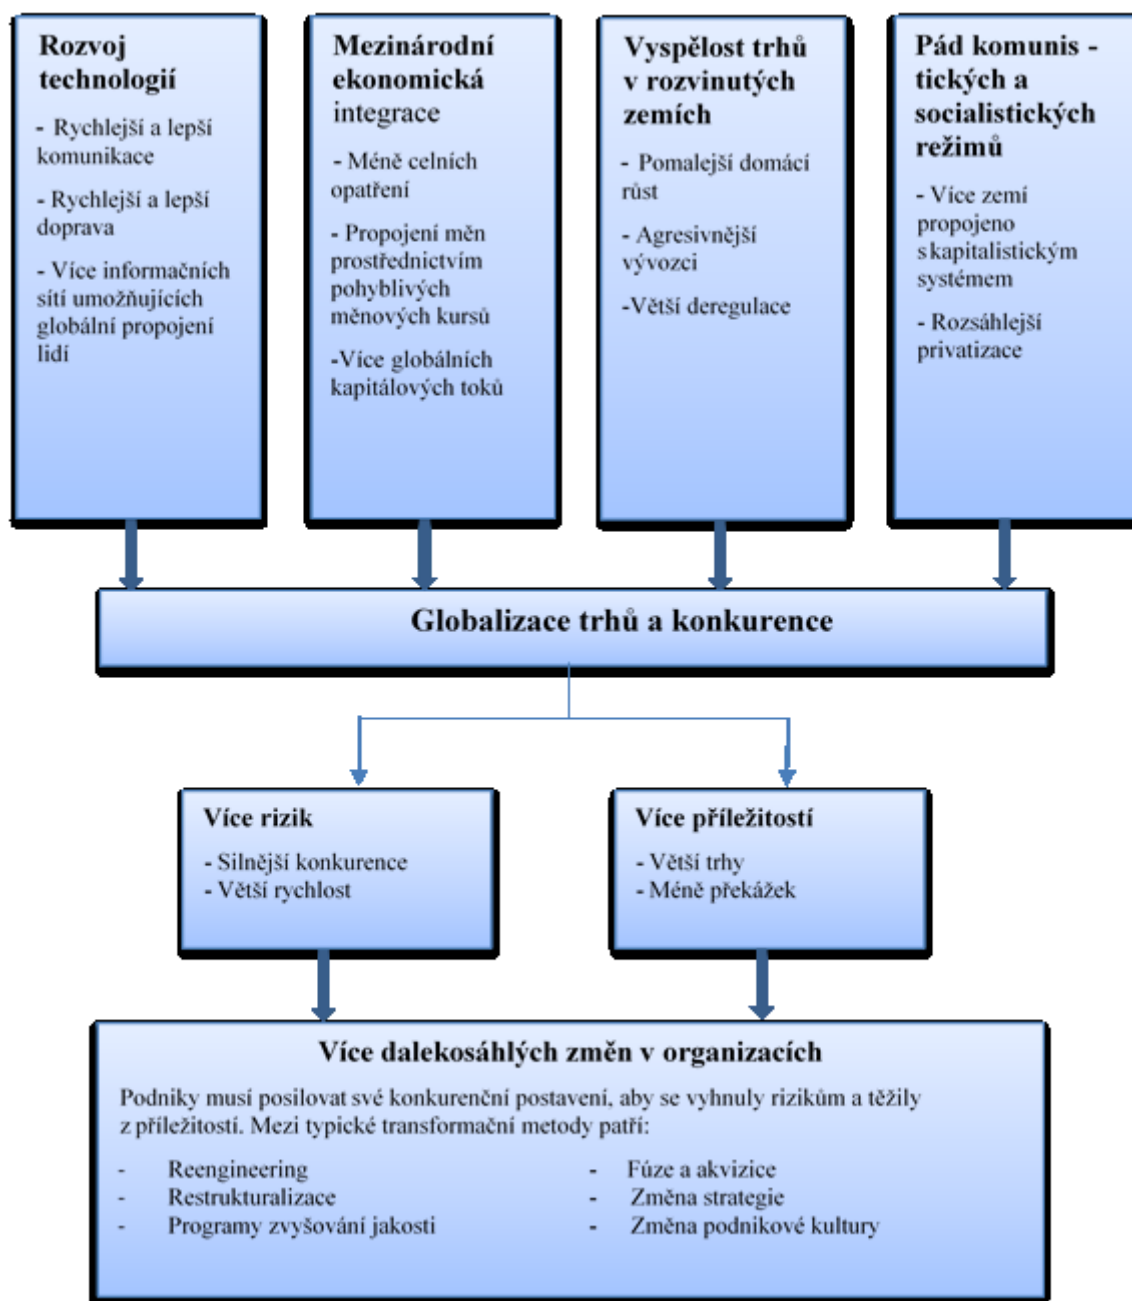 Rozvoj
technologií
- Rychlejší a lepší
komunikace
- Rychlejší a lepší
doprava
- Více informačních
sítí umožňujících
globální propojení
lidí
Mezinárodní
ekonomická
integrace
- Méně celních
opatření
- Propojení měn
prostřednictvím
pohyblivých
měnových kursů
-Více globálních
kapitálových toků
Vyspělost trhů
v rozvinutých
zemích
- Pomalejší domácí
růst
- Agresivnější
vývozci
-Větší deregulace
Pád komunis -
tických a
socialistických
režimů
- Více zemí
propojeno
s kapitalistickým
systémem
- Rozsáhlejší
privatizace
Globalizace trhů a konkurence
Více rizik
- Silnější konkurence
- Větší rychlost
Více příležitostí
- Větší trhy
- Méně překážek
Více dalekosáhlých změn v organizacích
Podniky musí posilovat své konkurenční postavení, aby se vyhnuly rizikům a těžily
z příležitostí. Mezi typické transformační metody patří:
- Reengineering
- Restrukturalizace
- Programy zvyšování jakosti
- Fúze a akvizice
- Změna strategie
- Změna podnikové kultury